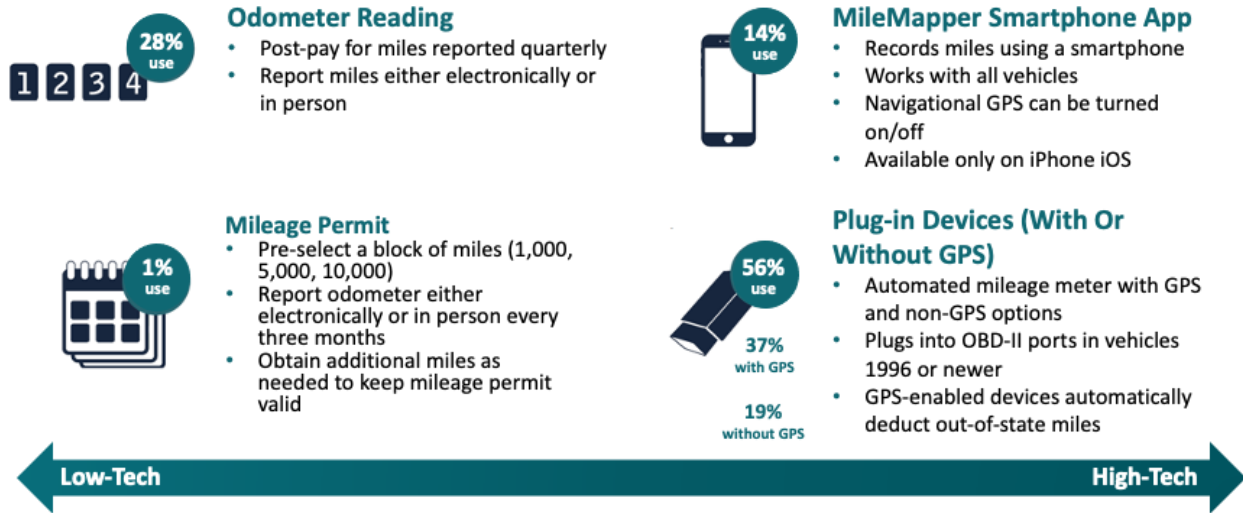 Odometer Reading
28%
use
1 2 3 4
• Post-pay for miles reported quarterly
• Report miles either electronically or
in person
MileMapper Smartphone App
14%
use
• Records miles using a smartphone
• Works with all vehicles
• Navigational GPS can be turned
on/off
• Available only on iPhone iOS
Mileage Permit
1%
use
• Pre-select a block of miles (1,000,
5,000, 10,000)
• Report odometer either
electronically or in person every
three months
• Obtain additional miles as
needed to keep mileage permit
valid
Plug-in Devices (With Or
Without GPS)
56%
use
37%
with GPS
19%
without GPS
• Automated mileage meter with GPS
and non-GPS options
• Plugs into OBD-II ports in vehicles
1996 or newer
• GPS-enabled devices automatically
deduct out-of-state miles
Low-Tech
High-Tech